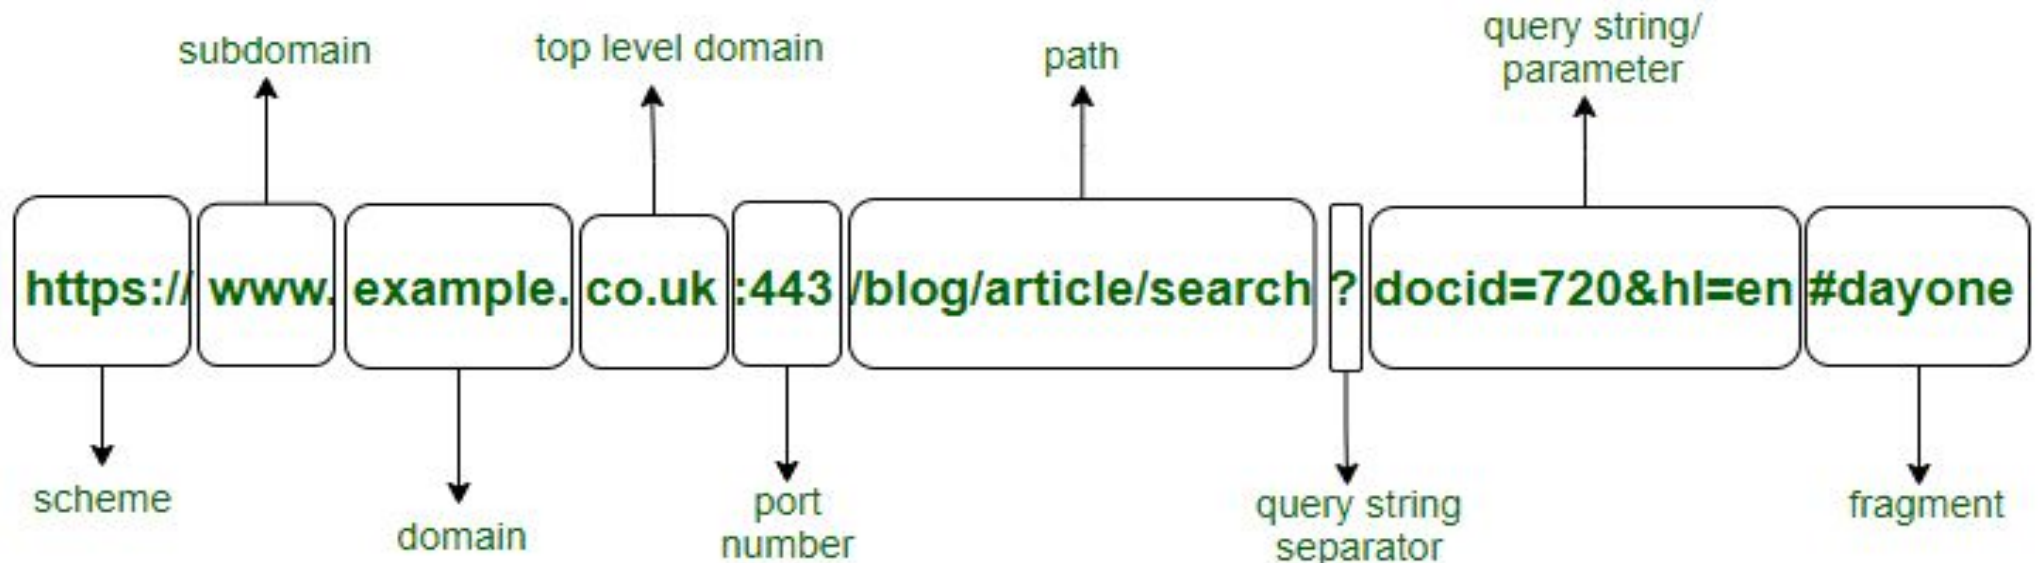 subdomain
top level domain
path
query string/
parameter
https:// www. example. co.uk :443 /blog/article/search ? docid=720&hl=en #dayone
scheme
domain
port
number
query string
separator
fragment